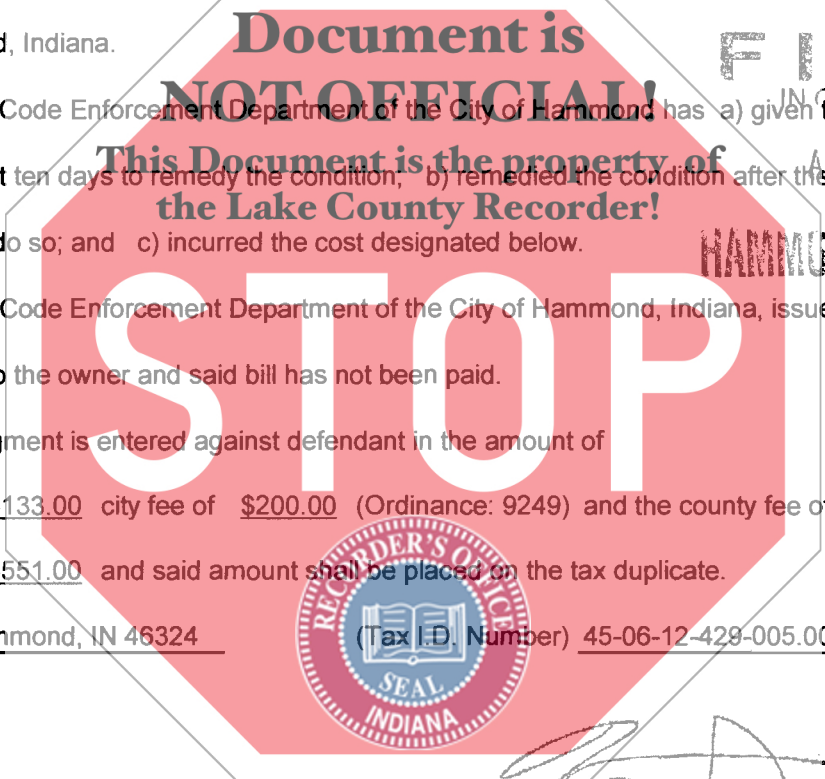 d, Indiana.
Document is
F I
NOT OFFICIAL!
Code Enforcement Department of the City of Hammond has a) given
IN
This Document is the property of
t ten days to remedy the condition; b) remedied the condition after the
the Lake County Recorder!
do so; and c) incurred the cost designated below.
HAMM
Code Enforcement Department of the City of Hammond, Indiana, issue
STOP
o the owner and said bill has not been paid.
gment is entered against defendant in the amount of
133.00 city fee of $200.00 (Ordinance: 9249) and the county fee of
551.00 and said amount shall be placed on the tax duplicate.
mmond, IN 46324 (Tax I.D. Number) 45-06-12-429-005.00
RECORDER'S OFFICE
SEAL
INDIANA